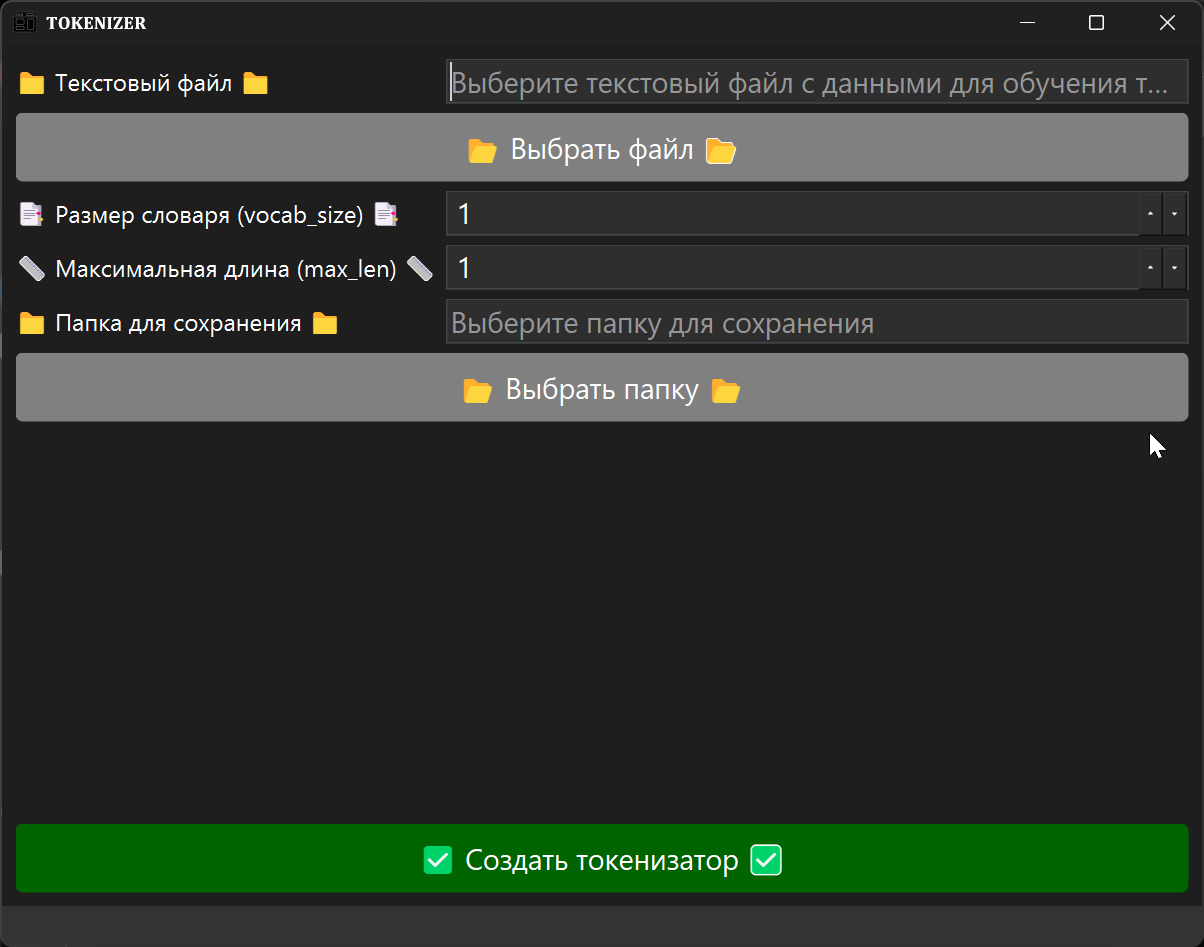 TOKENIZER
Текстовый файл
Выберите текстовый файл с данными для обучения т...
Выбрать файл
Размер словаря (vocab_size)
1
Максимальная длина (max_len)
1
Папка для сохранения
Выберите папку для сохранения
Выбрать папку
Создать токенизатор